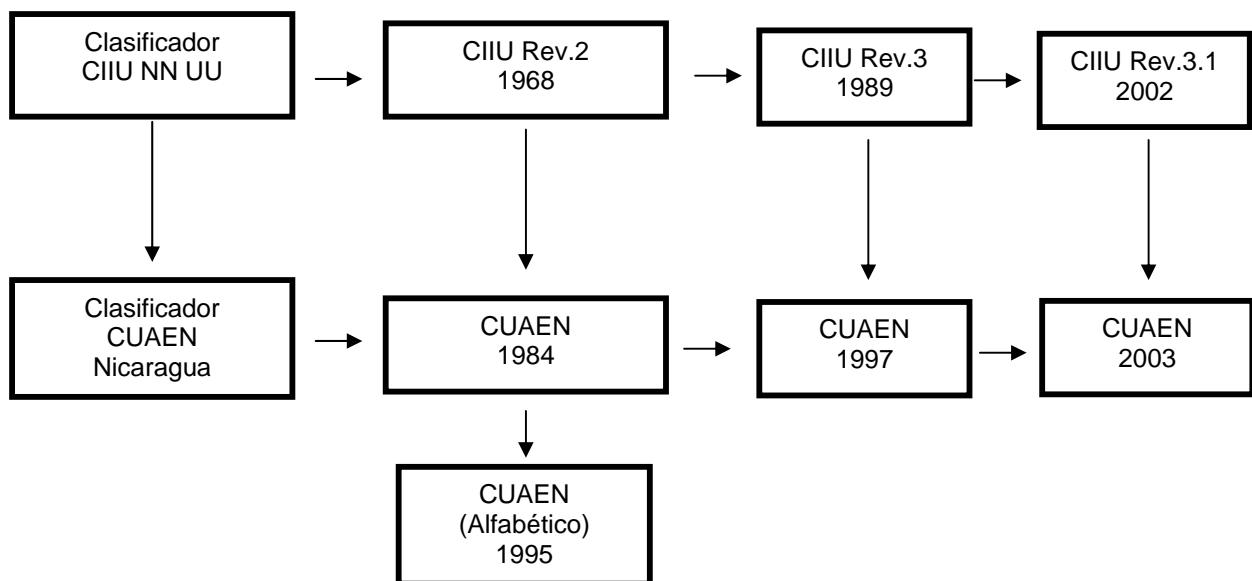 Clasificador
CIIU NN UU
CIIU Rev.2
1968
CIIU Rev.3
1989
CIIU Rev.3.1
2002
Clasificador
CUAEN
Nicaragua
CUAEN
1984
CUAEN
1997
CUAEN
2003
CUAEN
(Alfabético)
1995